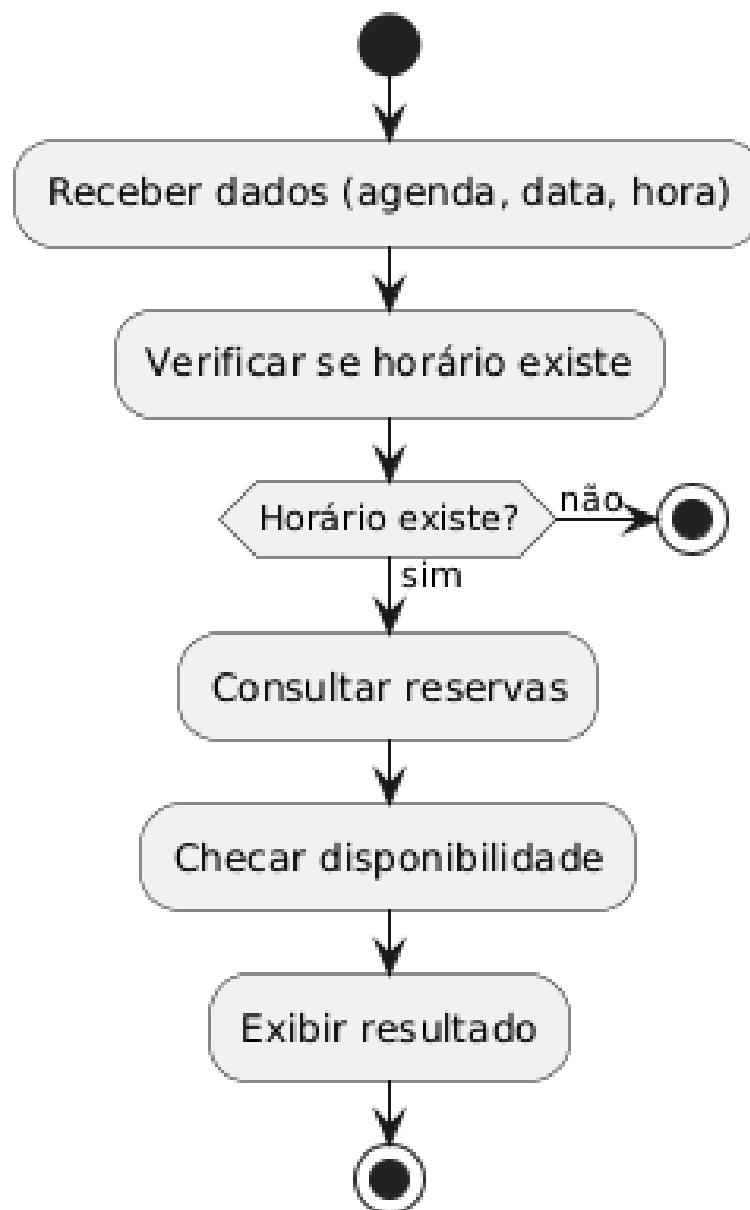 Receber dados (agenda, data, hora)
Verificar se horário existe
Horário existe?
não
sim
Consultar reservas
Checar disponibilidade
Exibir resultado